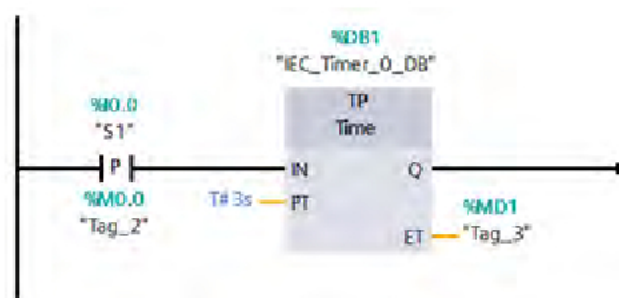 %DB1
"IEC_Timer_0_DB"
TP
Time
%I0.0
"S1"
P
IN
Q
%M0.0
"Tag_2"
T#3s
PT
%MD1
ET
"Tag_3"